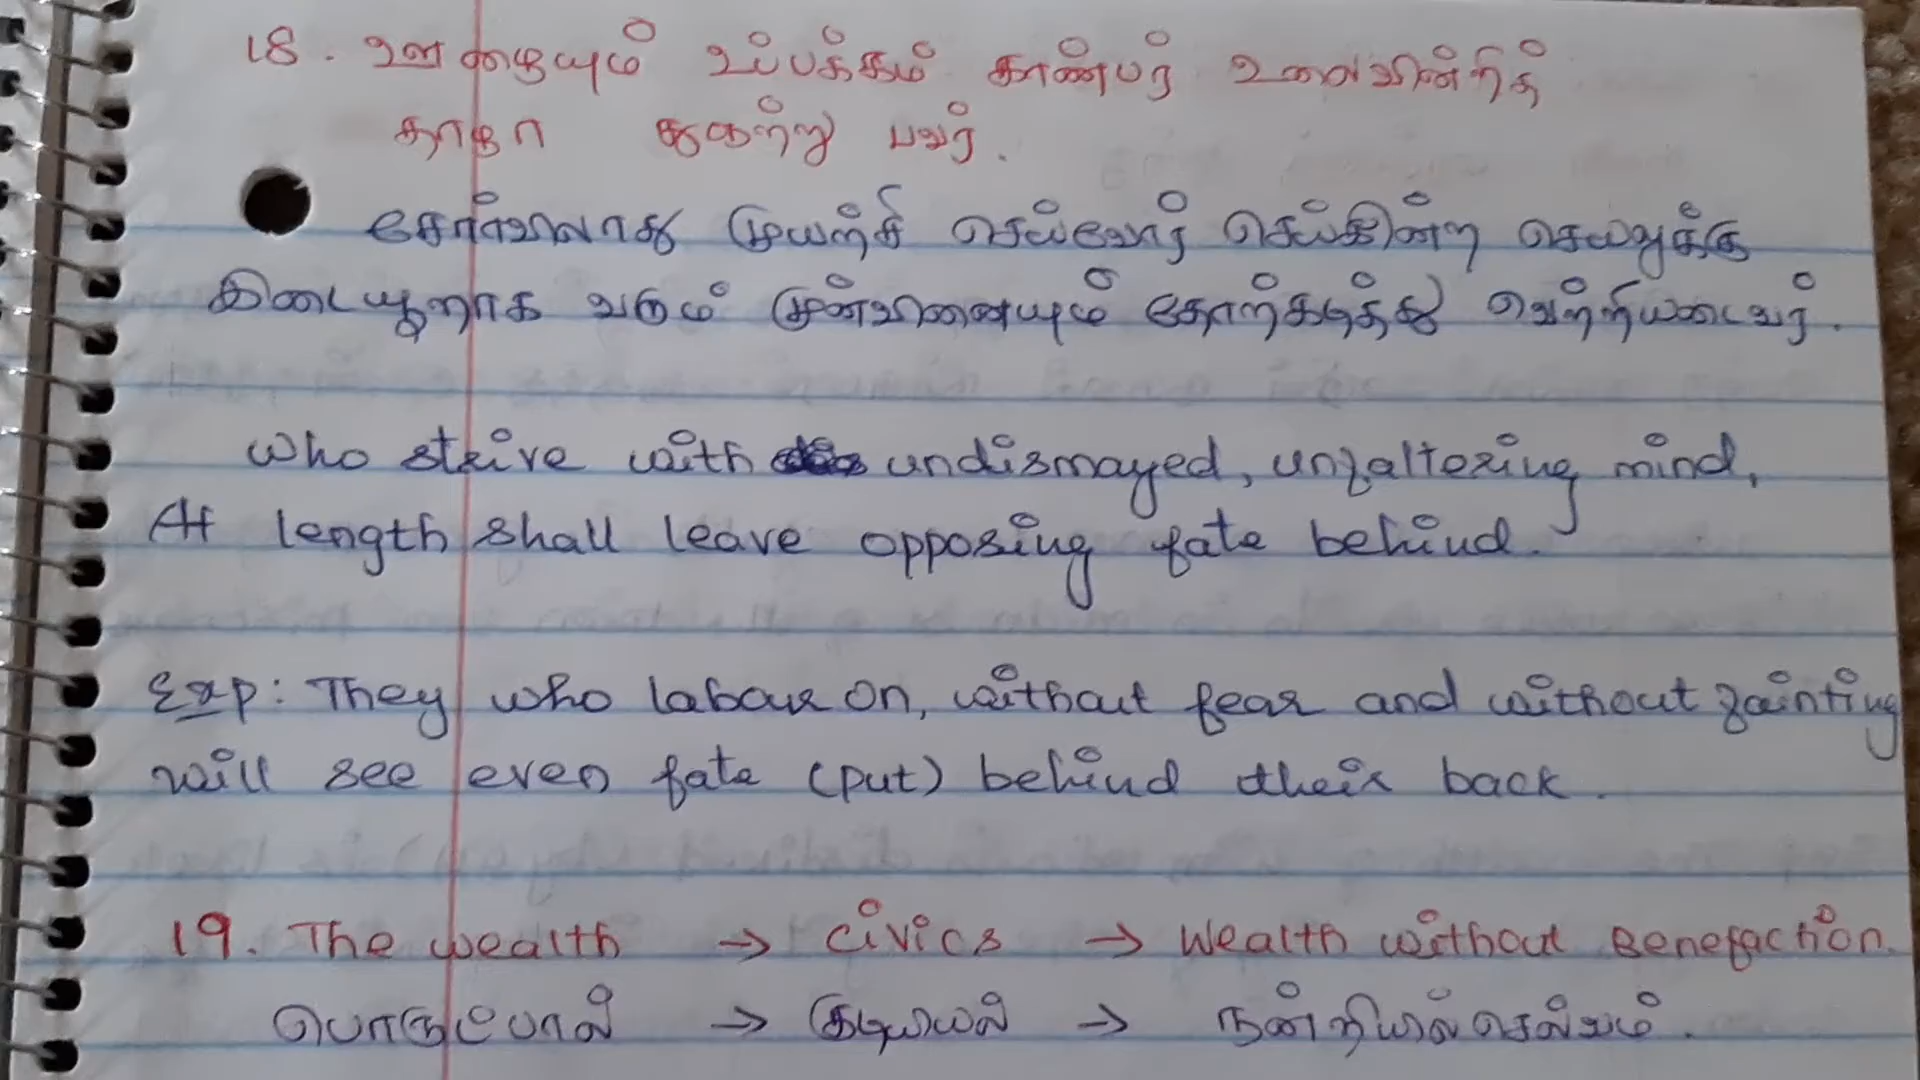 18. ஊழையும் உப்பக்கம் காண்பர் உலைவின்றித்
தாழா துஞற்று பவர்.
சோர்விலாது முயற்சி செய்வோர் செய்கின்ற செயலுக்கு
இடையூறாக வரும் முன்வினையும் தோற்கடித்து வெற்றியடைவர்.
Who strive with undismayed, unfaltering mind,
At length shall leave opposing fate behind.
Exp: They who labour on, without fear and without fainting
will see even fate (put) behind their back.
19. The wealth → Civics → Wealth without Benefaction.
பொருட்பால் → குடியியல் → நன்றியில் செல்வம்.